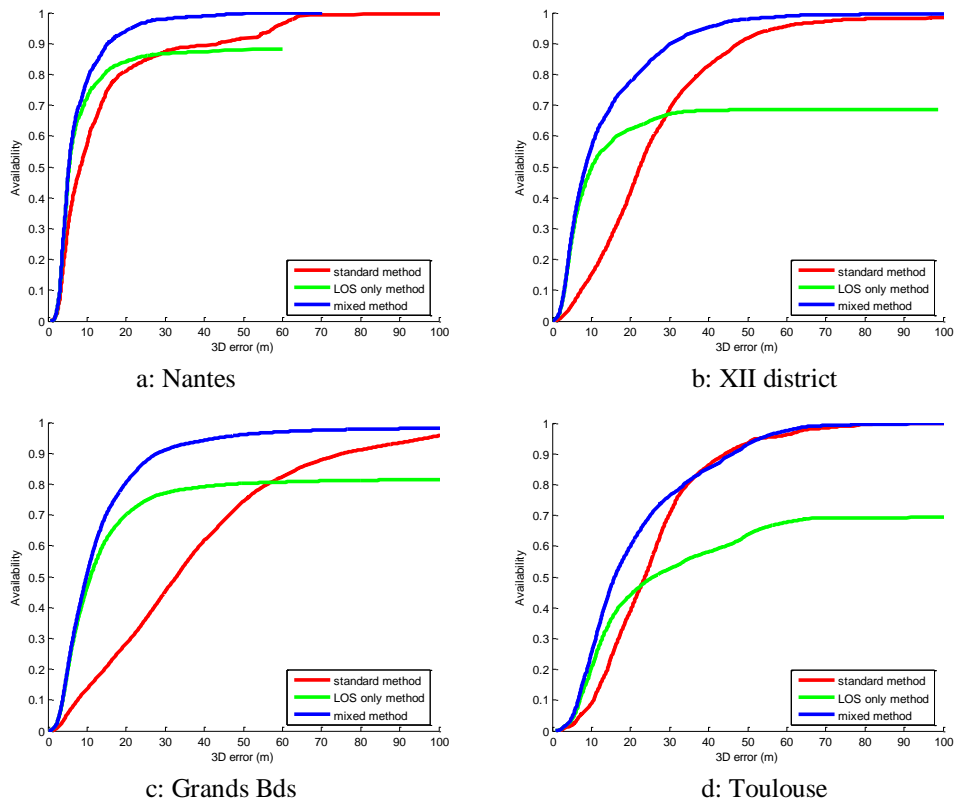 1
0.9
0.8
0.7
0.6
0.5
0.4
0.3
0.2
0.1
0
Availability
standard method
LOS only method
mixed method
0 10 20 30 40 50 60 70 80 90 100
3D error (m)
a: Nantes
1
0.9
0.8
0.7
0.6
0.5
0.4
0.3
0.2
0.1
0
Availability
standard method
LOS only method
mixed method
0 10 20 30 40 50 60 70 80 90 100
3D error (m)
b: XII district
1
0.9
0.8
0.7
0.6
0.5
0.4
0.3
0.2
0.1
0
Availability
standard method
LOS only method
mixed method
0 10 20 30 40 50 60 70 80 90 100
3D error (m)
c: Grands Bds
1
0.9
0.8
0.7
0.6
0.5
0.4
0.3
0.2
0.1
0
Availability
standard method
LOS only method
mixed method
0 10 20 30 40 50 60 70 80 90 100
3D error (m)
d: Toulouse